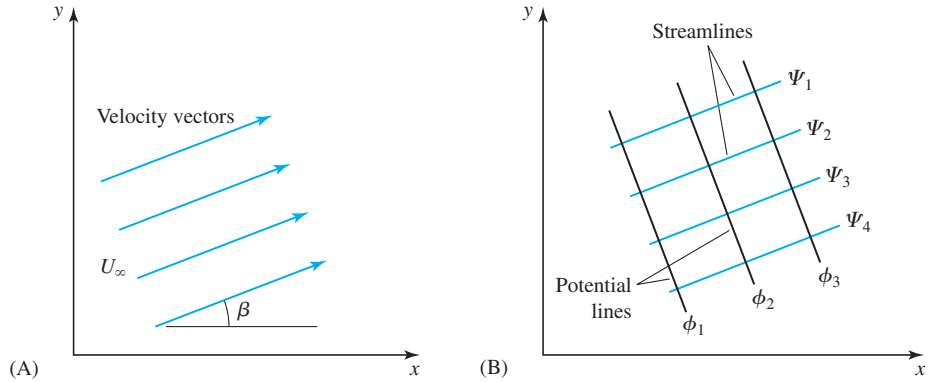 y
Velocity vectors
U∞
β
x
(A)
y
Streamlines
Ψ1
Ψ2
Ψ3
Ψ4
Potential
lines
ϕ1
ϕ2
ϕ3
x
(B)